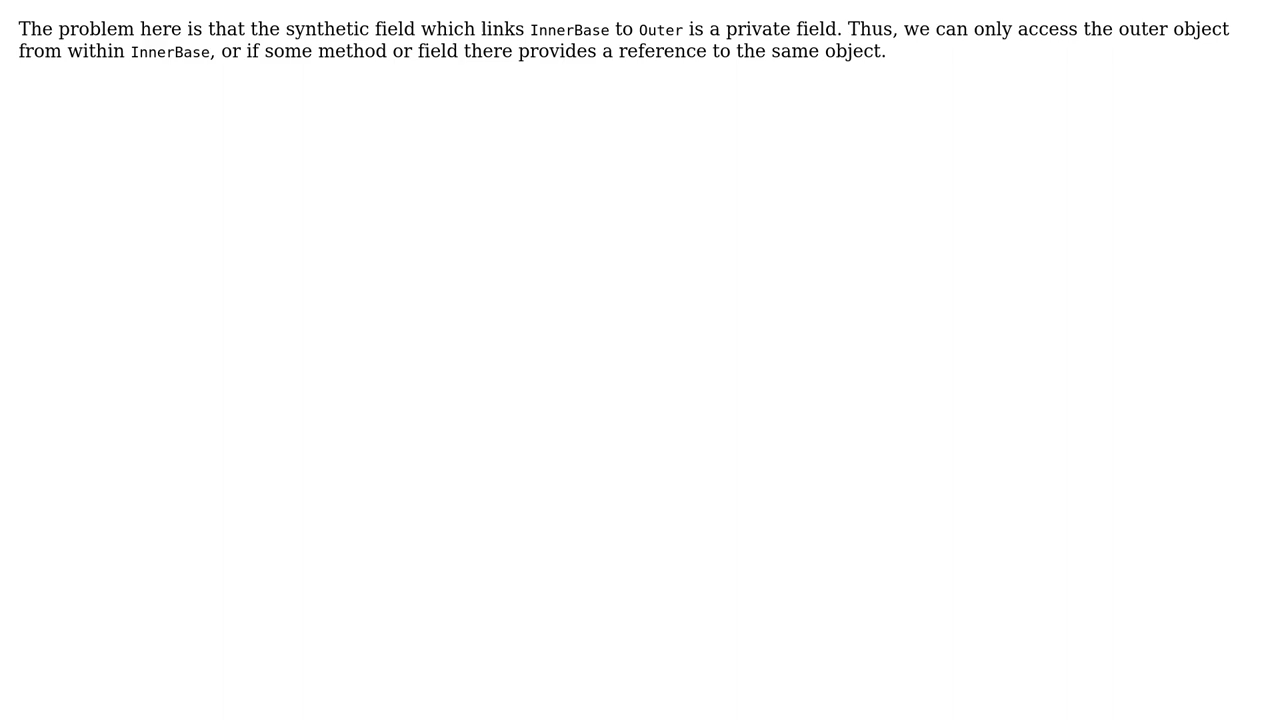 The problem here is that the synthetic field which links InnerBase to Outer is a private field. Thus, we can only access the outer object
from within InnerBase, or if some method or field there provides a reference to the same object.